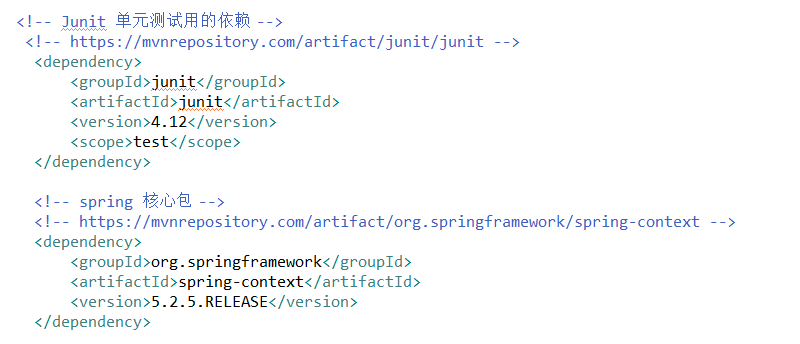 <!-- Junit 单元测试用的依赖 -->
<!-- https://mvnrepository.com/artifact/junit/junit -->
<dependency>
<groupId>junit</groupId>
<artifactId>junit</artifactId>
<version>4.12</version>
<scope>test</scope>
</dependency>
<!-- spring 核心包 -->
<!-- https://mvnrepository.com/artifact/org.springframework/spring-context -->
<dependency>
<groupId>org.springframework</groupId>
<artifactId>spring-context</artifactId>
<version>5.2.5.RELEASE</version>
</dependency>